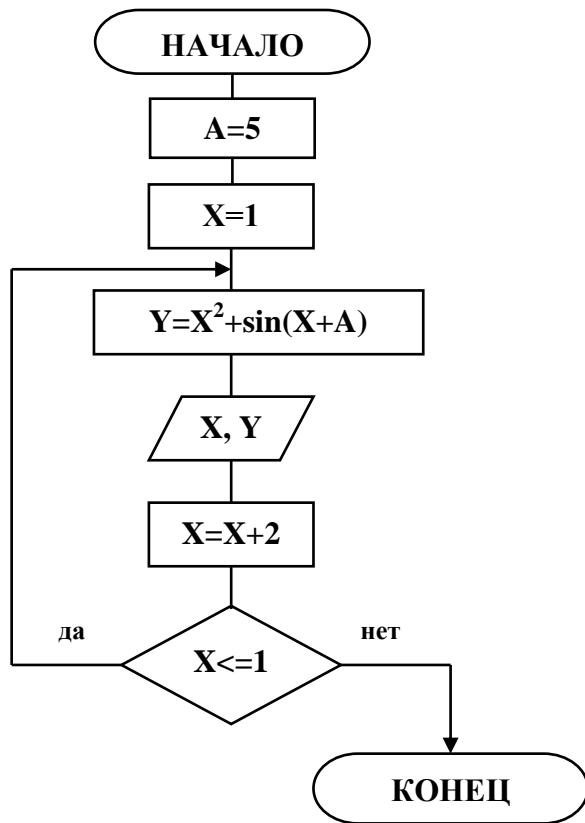 НАЧАЛО
A=5
X=1
Y=X²+sin(X+A)
X, Y
X=X+2
да
нет
X<=1
КОНЕЦ